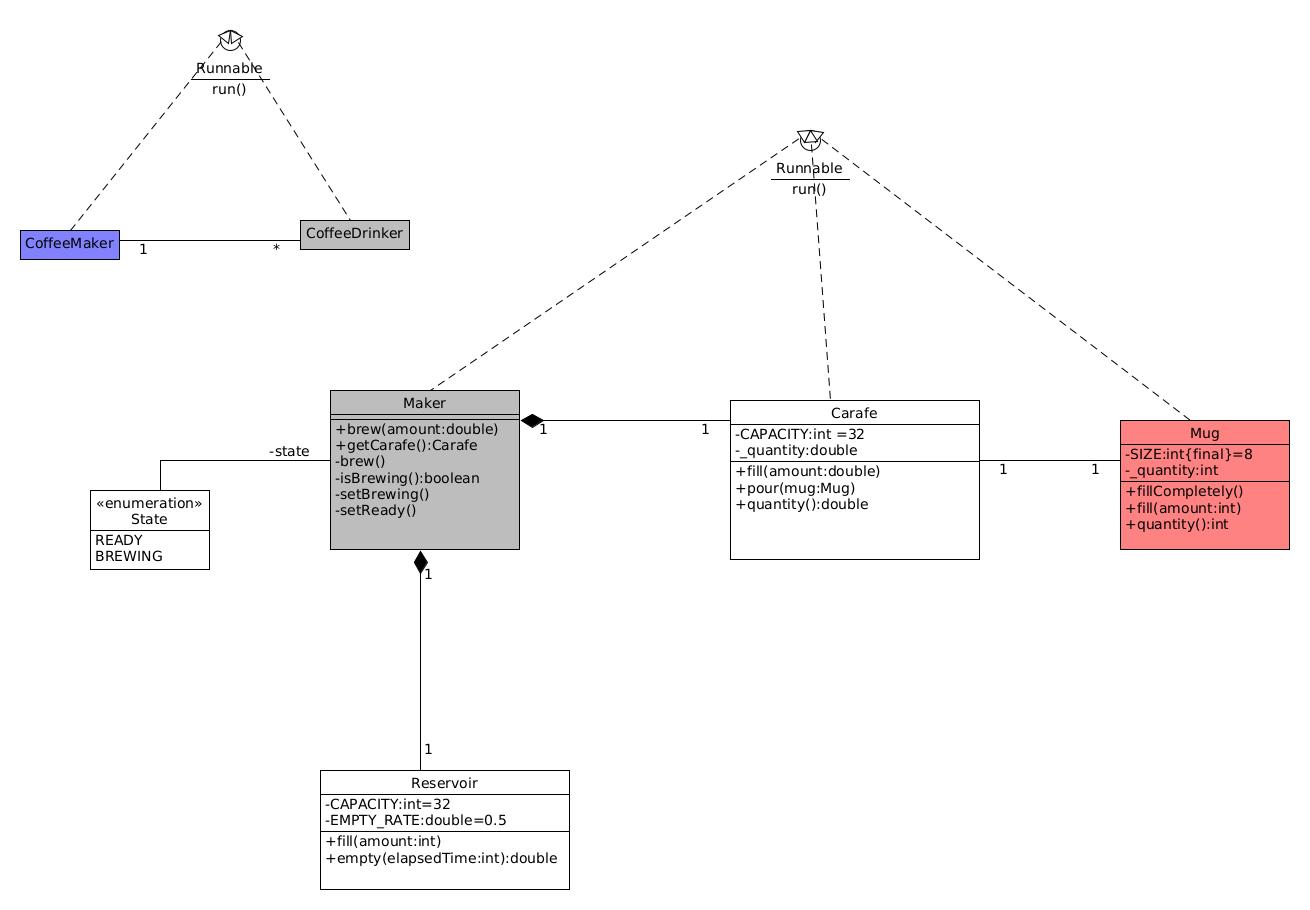 Runnable
run()
CoffeeMaker
1
*
CoffeeDrinker
Runnable
run()
Maker
+brew(amount:double)
+getCarafe():Carafe
-brew()
-isBrewing():boolean
-setBrewing()
-setReady()
1
1
Carafe
-CAPACITY:int =32
-_quantity:double
+fill(amount:double)
+pour(mug:Mug)
+quantity():double
1
1
Mug
-SIZE:int{final}=8
-_quantity:int
+fillCompletely()
+fill(amount:int)
+quantity():int
-state
«enumeration»
State
READY
BREWING
1
1
Reservoir
-CAPACITY:int=32
-EMPTY_RATE:double=0.5
+fill(amount:int)
+empty(elapsedTime:int):double